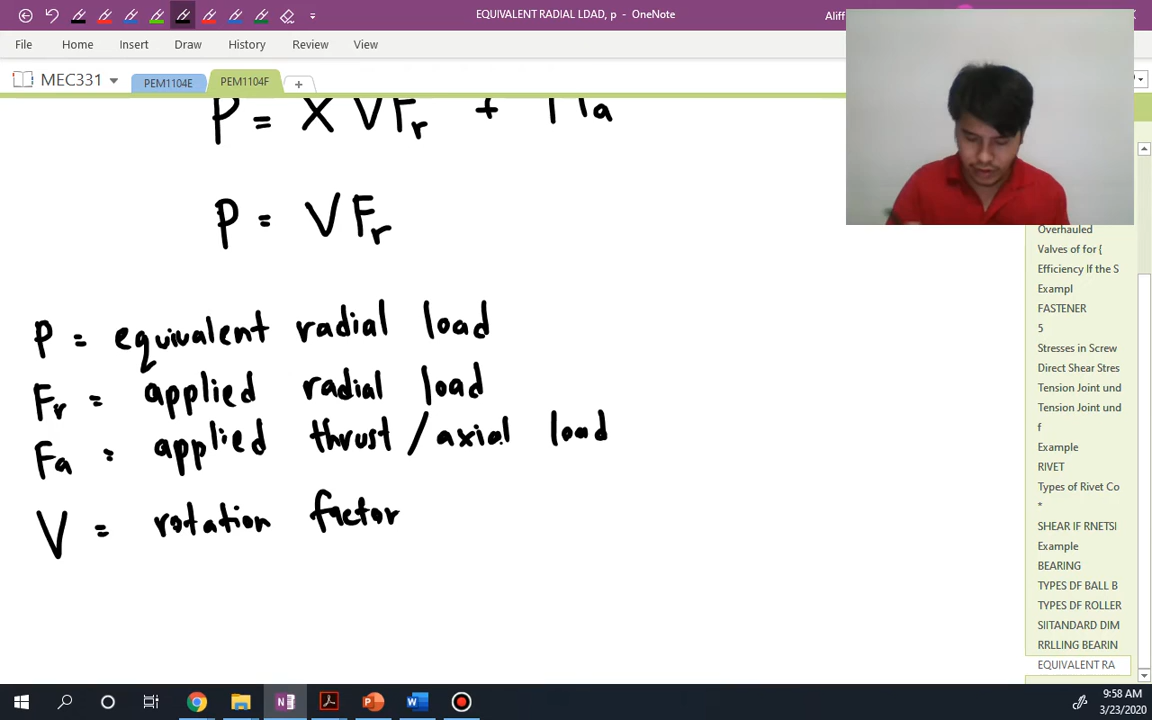 EQUIVALENT RADIAL LDAD, p - OneNote
Aliff
File Home Insert Draw History Review View
MEC331 PEM1104E PEM1104F +
P = X V Fr +
P = V Fr
P = equivalent radial load
Fr = applied radial load
Fa = applied thrust / axial load
V = rotation factor
Overhauled
Valves of for {
Efficiency If the S
Exampl
FASTENER
5
Stresses in Screw
Direct Shear Stres
Tension Joint und
Tension Joint und
f
Example
RIVET
Types of Rivet Co
*
SHEAR IF RNETSI
Example
BEARING
TYPES DF BALL B
TYPES DF ROLLER
SIITANDARD DIM
RRLLING BEARIN
EQUIVALENT RA
9:58 AM
3/23/2020